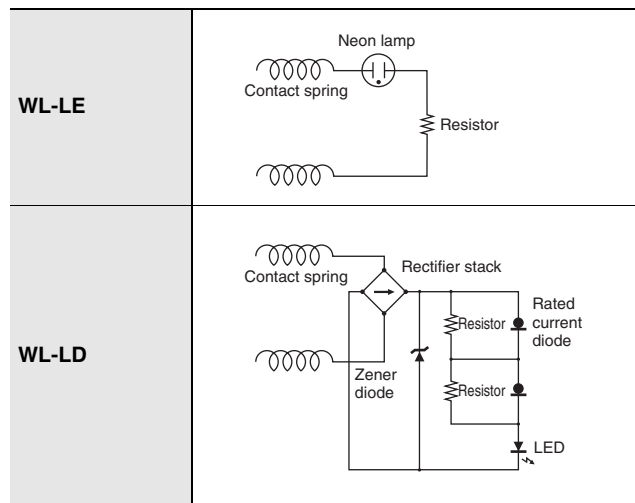 WL-LE
Neon lamp
Contact spring
Resistor
WL-LD
Contact spring
Rectifier stack
Resistor
Rated
current
diode
Zener
diode
Resistor
LED